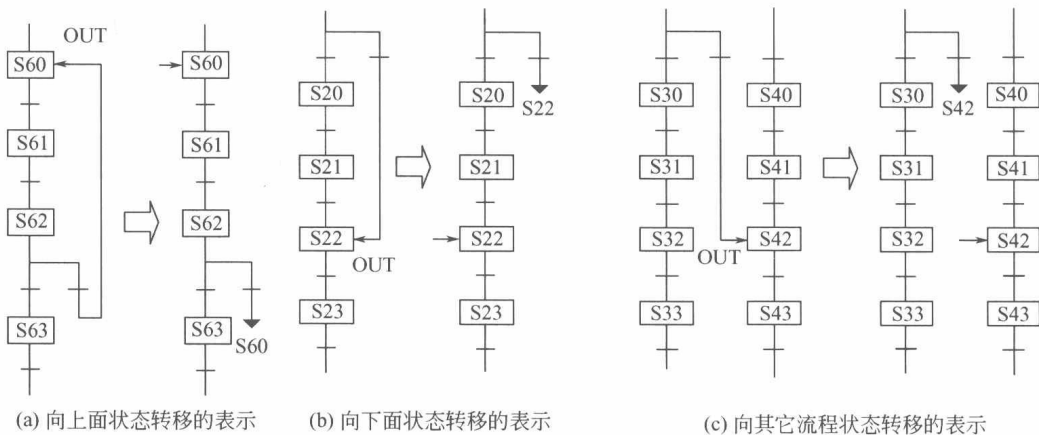 OUT
S60
S61
S62
S63
S60
S61
S62
S63
S60
(a) 向上面状态转移的表示
S20
S21
S22
OUT
S23
S20
S22
S21
S22
S23
(b) 向下面状态转移的表示
S30
S40
S31
S41
S32
OUT
S42
S33
S43
S30
S42
S40
S31
S41
S32
S42
S33
S43
(c) 向其它流程状态转移的表示